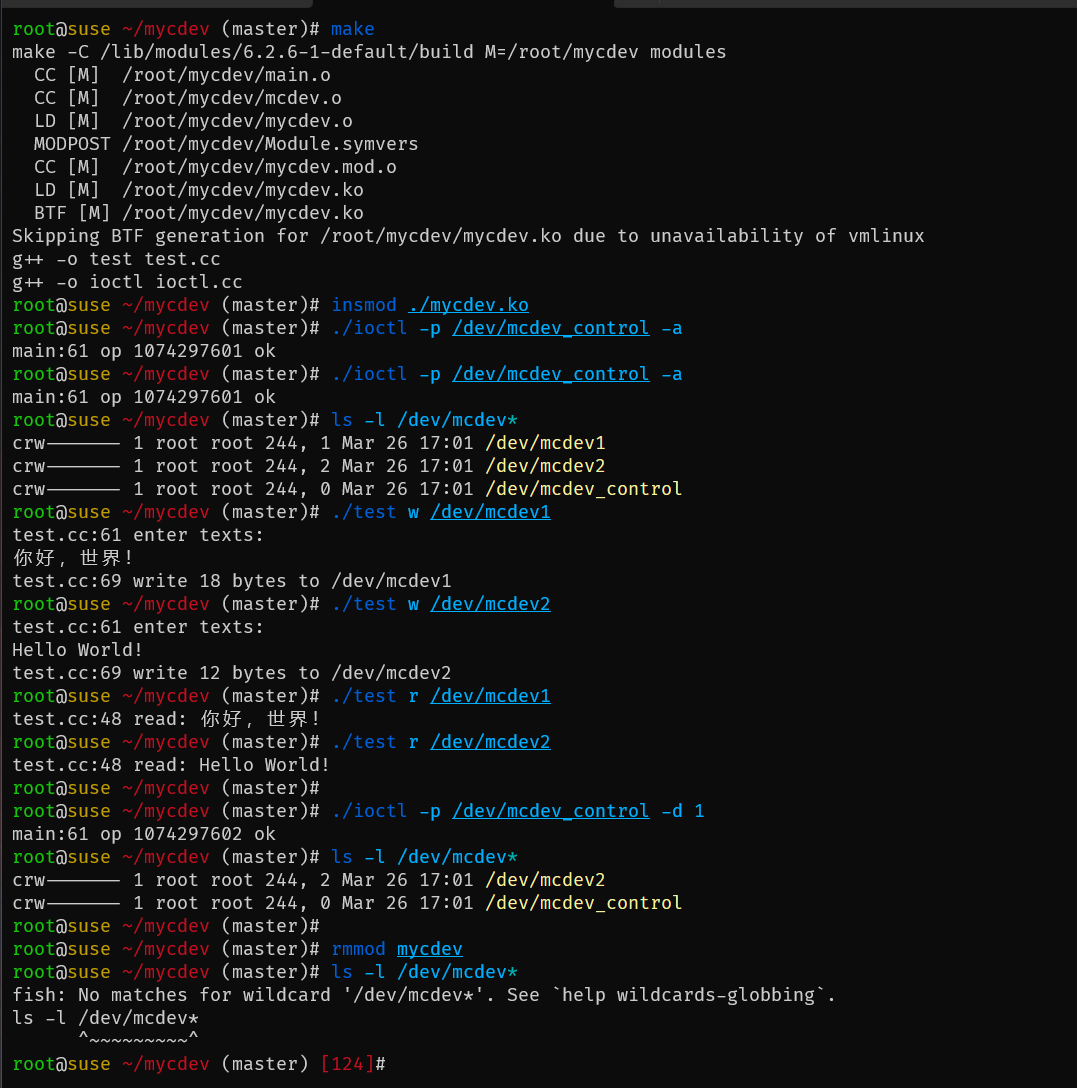 root@suse ~/mycdev (master)# make
make -C /lib/modules/6.2.6-1-default/build M=/root/mycdev modules
  CC [M]  /root/mycdev/main.o
  CC [M]  /root/mycdev/mcdev.o
  LD [M]  /root/mycdev/mycdev.o
  MODPOST /root/mycdev/Module.symvers
  CC [M]  /root/mycdev/mycdev.mod.o
  LD [M]  /root/mycdev/mycdev.ko
  BTF [M] /root/mycdev/mycdev.ko
Skipping BTF generation for /root/mycdev/mycdev.ko due to unavailability of vmlinux
g++ -o test test.cc
g++ -o ioctl ioctl.cc
root@suse ~/mycdev (master)# insmod ./mycdev.ko
root@suse ~/mycdev (master)# ./ioctl -p /dev/mcdev_control -a
main:61 op 1074297601 ok
root@suse ~/mycdev (master)# ./ioctl -p /dev/mcdev_control -a
main:61 op 1074297601 ok
root@suse ~/mycdev (master)# ls -l /dev/mcdev*
crw------- 1 root root 244, 1 Mar 26 17:01 /dev/mcdev1
crw------- 1 root root 244, 2 Mar 26 17:01 /dev/mcdev2
crw------- 1 root root 244, 0 Mar 26 17:01 /dev/mcdev_control
root@suse ~/mycdev (master)# ./test w /dev/mcdev1
test.cc:61 enter texts:
你好，世界！
test.cc:69 write 18 bytes to /dev/mcdev1
root@suse ~/mycdev (master)# ./test w /dev/mcdev2
test.cc:61 enter texts:
Hello World!
test.cc:69 write 12 bytes to /dev/mcdev2
root@suse ~/mycdev (master)# ./test r /dev/mcdev1
test.cc:48 read: 你好，世界！
root@suse ~/mycdev (master)# ./test r /dev/mcdev2
test.cc:48 read: Hello World!
root@suse ~/mycdev (master)#
root@suse ~/mycdev (master)# ./ioctl -p /dev/mcdev_control -d 1
main:61 op 1074297602 ok
root@suse ~/mycdev (master)# ls -l /dev/mcdev*
crw------- 1 root root 244, 2 Mar 26 17:01 /dev/mcdev2
crw------- 1 root root 244, 0 Mar 26 17:01 /dev/mcdev_control
root@suse ~/mycdev (master)#
root@suse ~/mycdev (master)# rmmod mycdev
root@suse ~/mycdev (master)# ls -l /dev/mcdev*
fish: No matches for wildcard '/dev/mcdev*'. See `help wildcards-globbing`.
ls -l /dev/mcdev*
      ^~~~~~~~~~^
root@suse ~/mycdev (master) [124]#